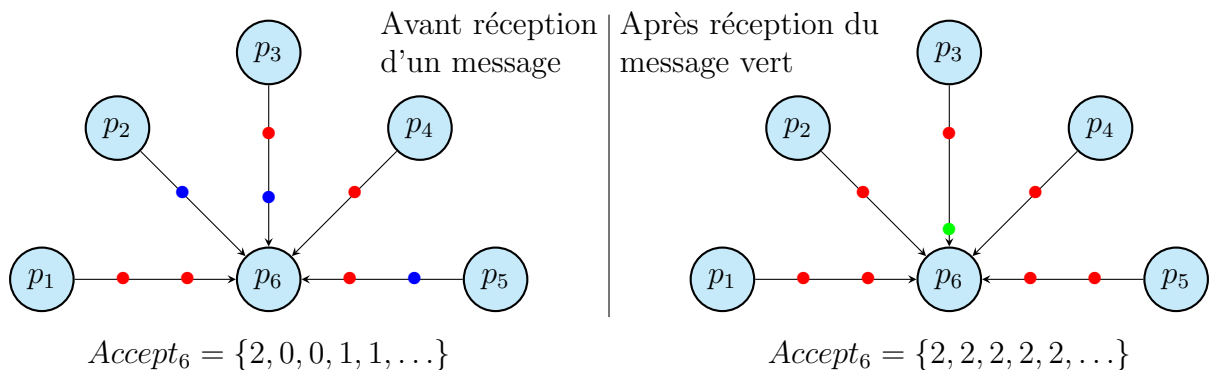 Avant réception
d'un message
Après réception du
message vert
p₃
p₂
p₄
p₁
p₆
p₅
Accept₆ = {2, 0, 0, 1, 1, . . .}
p₃
p₂
p₄
p₁
p₆
p₅
Accept₆ = {2, 2, 2, 2, 2, . . .}